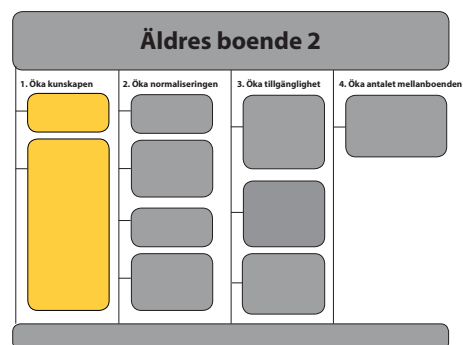 Äldres boende 2
1. Öka kunskapen
2. Öka normaliseringen
3. Öka tillgänglighet
4. Öka antalet mellanboenden